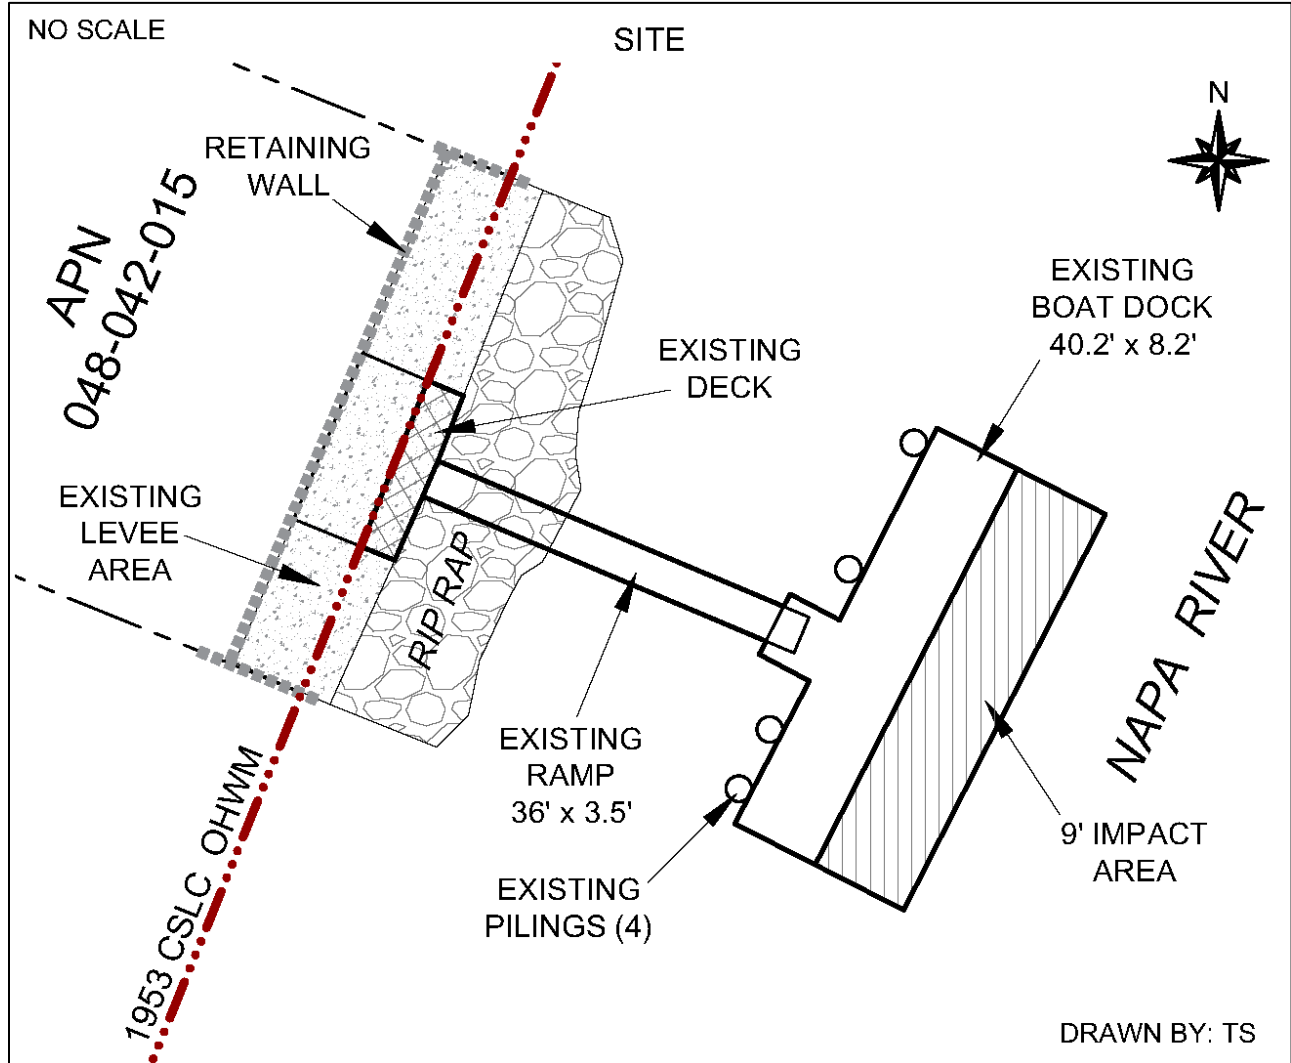 NO SCALE
SITE
N
RETAINING
WALL
APN
048-042-015
EXISTING
BOAT DOCK
40.2' x 8.2'
EXISTING
DECK
EXISTING
LEVEE
AREA
RIP RAP
NAPA RIVER
EXISTING
RAMP
36' x 3.5'
9' IMPACT
AREA
EXISTING
PILINGS (4)
1953 CSLC OHWM
DRAWN BY: TS